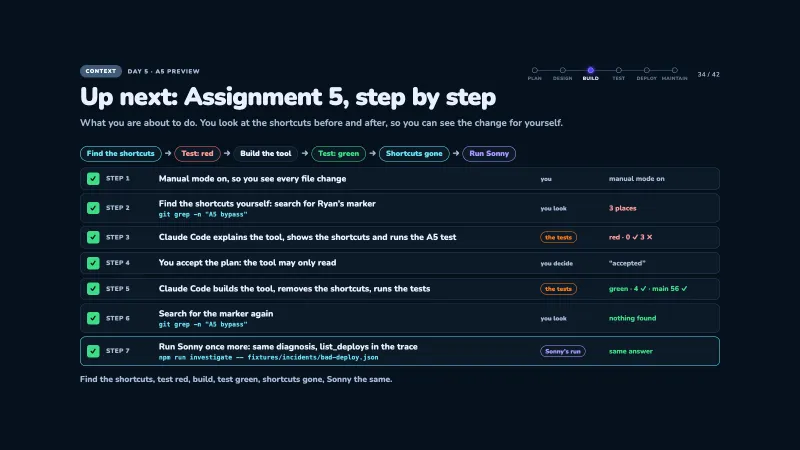 CONTEXT DAY 5 · A5 PREVIEW
PLAN DESIGN BUILD TEST DEPLOY MAINTAIN
34 / 42
Up next: Assignment 5, step by step
What you are about to do. You look at the shortcuts before and after, so you can see the change for yourself.
Find the shortcuts → Test: red → Build the tool → Test: green → Shortcuts gone → Run Sonny
STEP 1 Manual mode on, so you see every file change you manual mode on
STEP 2 Find the shortcuts yourself: search for Ryan's marker you look 3 places
git grep -n "A5 bypass"
STEP 3 Claude Code explains the tool, shows the shortcuts and runs the A5 test the tests red · 0 ✓ 3 ✕
STEP 4 You accept the plan: the tool may only read you decide "accepted"
STEP 5 Claude Code builds the tool, removes the shortcuts, runs the tests the tests green · 4 ✓ · main 56 ✓
STEP 6 Search for the marker again you look nothing found
git grep -n "A5 bypass"
STEP 7 Run Sonny once more: same diagnosis, list_deploys in the trace Sonny's run same answer
npm run investigate -- fixtures/incidents/bad-deploy.json
Find the shortcuts, test red, build, test green, shortcuts gone, Sonny the same.